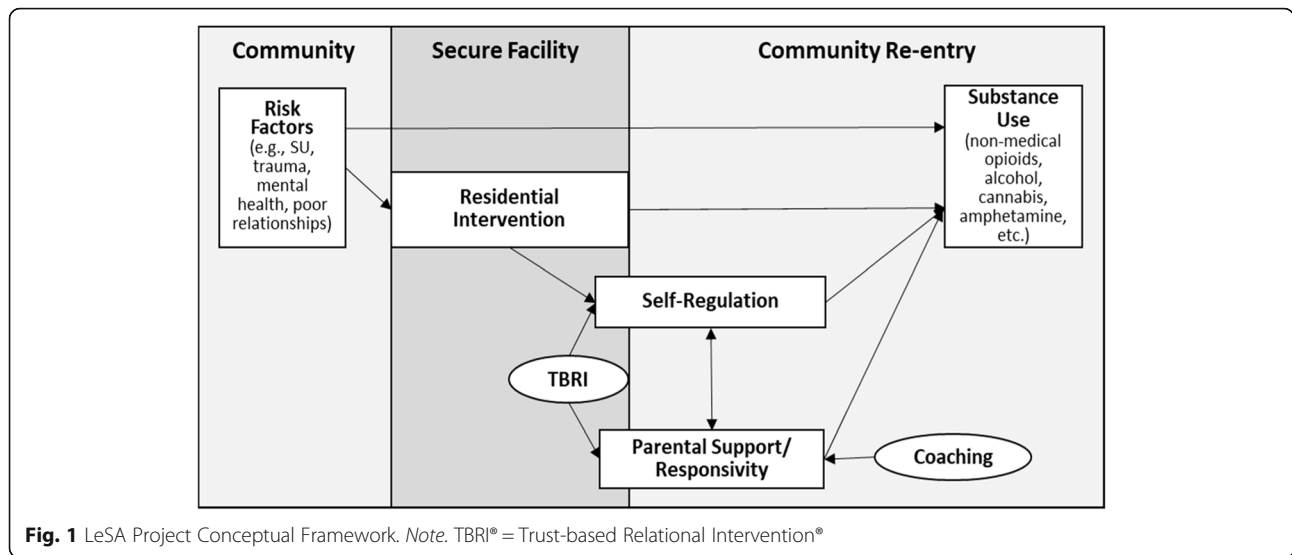 Community
Secure Facility
Community Re-entry
Risk
Factors
(e.g., SU,
trauma,
mental
health, poor
relationships)
Substance
Use
(non-medical
opioids,
alcohol,
cannabis,
amphetamine,
etc.)
Residential
Intervention
Self-Regulation
TBRI
Parental Support/
Responsivity
Coaching
Fig. 1 LeSA Project Conceptual Framework. Note. TBRI® = Trust-based Relational Intervention®